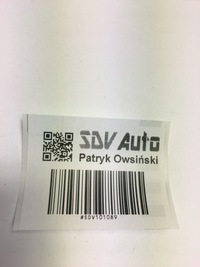 SDV Auto
Patryk Owsiński
#SDV101089